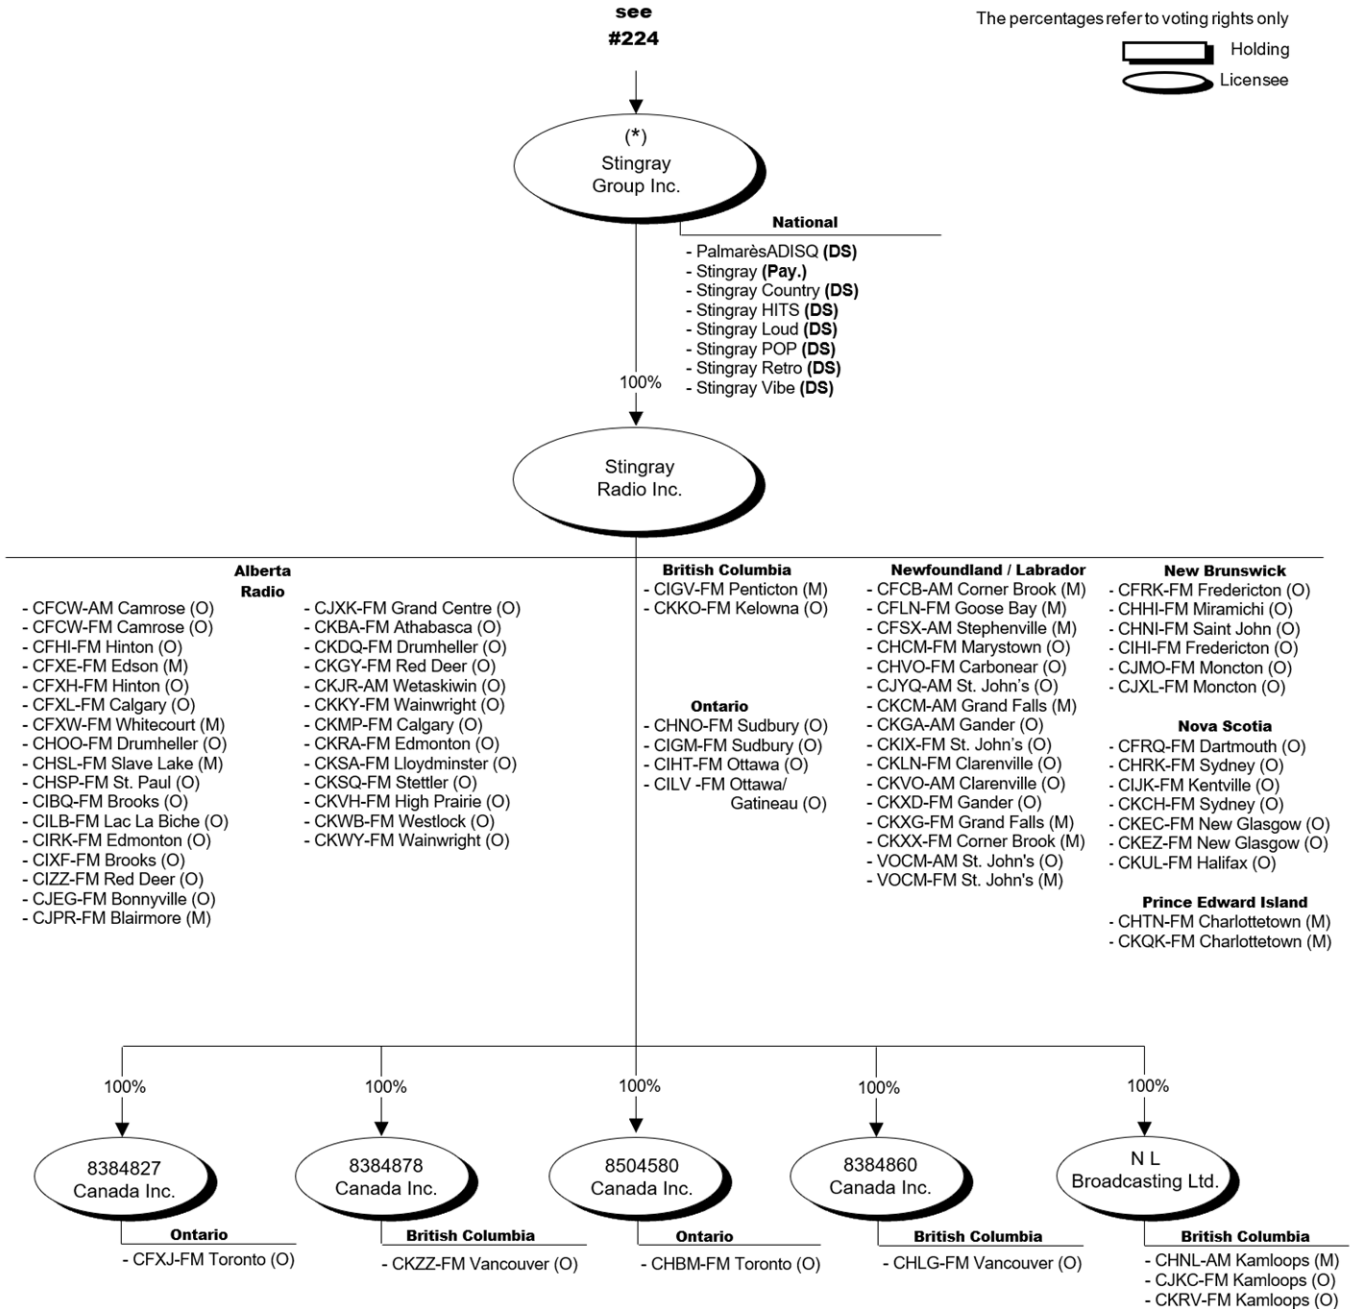 see
#224
The percentages refer to voting rights only
Holding
Licensee
(*)
Stingray
Group Inc.
National
- PalmarèsADISQ (DS)
- Stingray (Pay.)
- Stingray Country (DS)
- Stingray HITS (DS)
- Stingray Loud (DS)
- Stingray POP (DS)
- Stingray Retro (DS)
- Stingray Vibe (DS)
100%
Stingray
Radio Inc.
Alberta
Radio
- CFCW-AM Camrose (O)
- CFCW-FM Camrose (O)
- CFHI-FM Hinton (O)
- CFXE-FM Edson (M)
- CFXH-FM Hinton (O)
- CFXL-FM Calgary (O)
- CFXW-FM Whitecourt (M)
- CHOO-FM Drumheller (O)
- CHSL-FM Slave Lake (M)
- CHSP-FM St. Paul (O)
- CIBQ-FM Brooks (O)
- CILB-FM Lac La Biche (O)
- CIRK-FM Edmonton (O)
- CIXF-FM Brooks (O)
- CIZZ-FM Red Deer (O)
- CJEG-FM Bonnyville (O)
- CJPR-FM Blairmore (M)
- CJXK-FM Grand Centre (O)
- CKBA-FM Athabasca (O)
- CKDQ-FM Drumheller (O)
- CKGY-FM Red Deer (O)
- CKJR-AM Wetaskiwin (O)
- CKKY-FM Wainwright (O)
- CKMP-FM Calgary (O)
- CKRA-FM Edmonton (O)
- CKSA-FM Lloydminster (O)
- CKSQ-FM Stettler (O)
- CKVH-FM High Prairie (O)
- CKWB-FM Westlock (O)
- CKWY-FM Wainwright (O)
British Columbia
- CIGV-FM Penticton (M)
- CKKO-FM Kelowna (O)
Ontario
- CHNO-FM Sudbury (O)
- CIGM-FM Sudbury (O)
- CIHT-FM Ottawa (O)
- CILV -FM Ottawa/
Gatineau (O)
Newfoundland / Labrador
- CFCB-AM Corner Brook (M)
- CFLN-FM Goose Bay (M)
- CFSX-AM Stephenville (M)
- CHCM-FM Marystown (O)
- CHVO-FM Carbonear (O)
- CJYQ-AM St. John’s (O)
- CKCM-AM Grand Falls (M)
- CKGA-AM Gander (O)
- CKIX-FM St. John’s (O)
- CKLN-FM Clarenville (O)
- CKVO-AM Clarenville (O)
- CKXD-FM Gander (O)
- CKXG-FM Grand Falls (M)
- CKXX-FM Corner Brook (M)
- VOCM-AM St. John's (O)
- VOCM-FM St. John's (M)
New Brunswick
- CFRK-FM Fredericton (O)
- CHHI-FM Miramichi (O)
- CHNI-FM Saint John (O)
- CIHI-FM Fredericton (O)
- CJMO-FM Moncton (O)
- CJXL-FM Moncton (O)
Nova Scotia
- CFRQ-FM Dartmouth (O)
- CHRK-FM Sydney (O)
- CIJK-FM Kentville (O)
- CKCH-FM Sydney (O)
- CKEC-FM New Glasgow (O)
- CKEZ-FM New Glasgow (O)
- CKUL-FM Halifax (O)
Prince Edward Island
- CHTN-FM Charlottetown (M)
- CKQK-FM Charlottetown (M)
100%
100%
100%
100%
100%
8384827
Canada Inc.
Ontario
- CFXJ-FM Toronto (O)
8384878
Canada Inc.
British Columbia
- CKZZ-FM Vancouver (O)
8504580
Canada Inc.
Ontario
- CHBM-FM Toronto (O)
8384860
Canada Inc.
British Columbia
- CHLG-FM Vancouver (O)
N L
Broadcasting Ltd.
British Columbia
- CHNL-AM Kamloops (M)
- CJKC-FM Kamloops (O)
- CKRV-FM Kamloops (O)